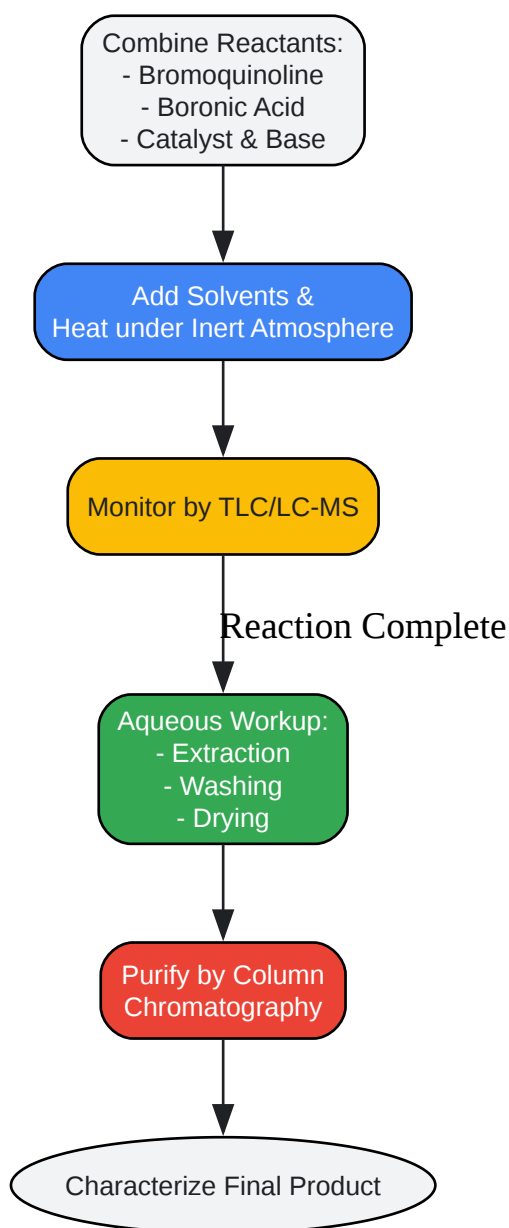 Combine Reactants:
- Bromoquinoline
- Boronic Acid
- Catalyst & Base
Add Solvents &
Heat under Inert Atmosphere
Monitor by TLC/LC-MS
Reaction Complete
Aqueous Workup:
- Extraction
- Washing
- Drying
Purify by Column
Chromatography
Characterize Final Product